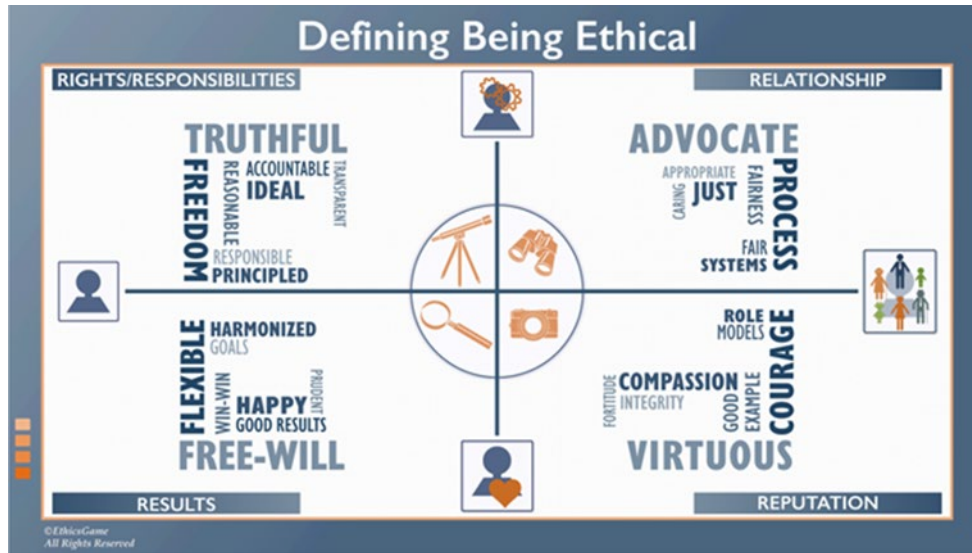 Defining Being Ethical
RIGHTS/RESPONSIBILITIES
TRUTHFUL
FREEDOM
REASONABLE
ACCOUNTABLE
IDEAL
TRANSPARENT
RESPONSIBLE
PRINCIPLED
RELATIONSHIP
ADVOCATE
APPROPRIATE
CARING
JUST
FAIRNESS
PROCESS
FAIR
SYSTEMS
FLEXIBLE
HARMONIZED
GOALS
WIN-WIN
HAPPY
PRUDENT
GOOD RESULTS
FREE-WILL
RESULTS
ROLE
MODELS
COURAGE
FORTITUDE
COMPASSION
INTEGRITY
GOOD
EXAMPLE
VIRTUOUS
REPUTATION
©EthicsGame
All Rights Reserved